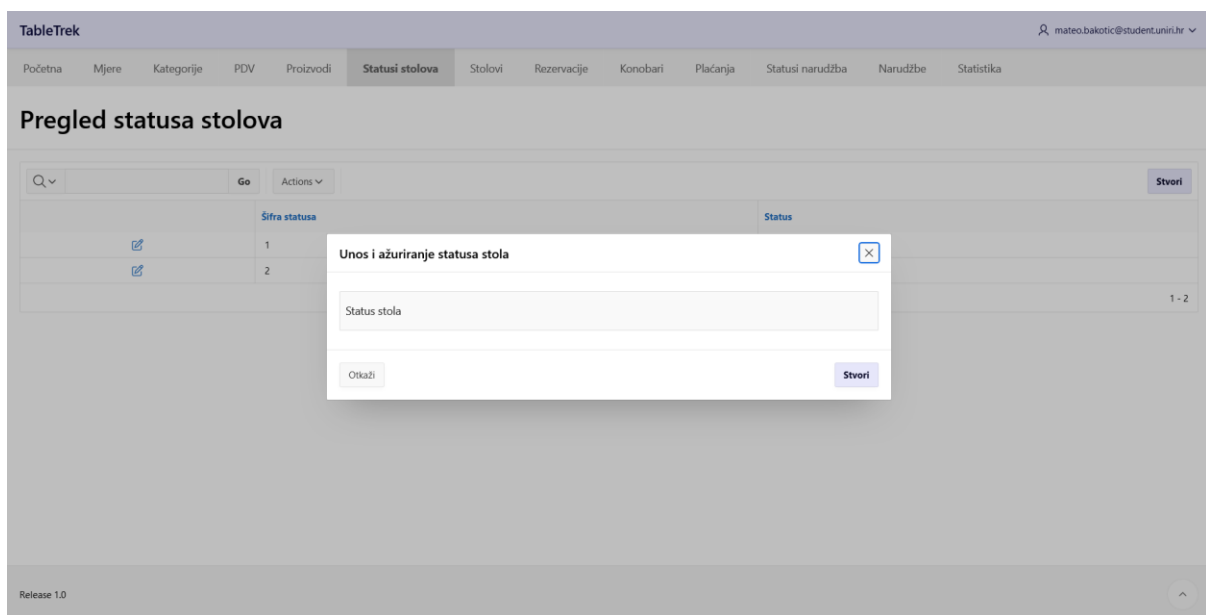 TableTrek mateo.bakotic@student.uniri.hr
Početna Mjere Kategorije PDV Proizvodi Statusi stolova Stolovi Rezervacije Konobari Plaćanja Statusi narudžba Narudžbe Statistika
Pregled statusa stolova
Go Actions Stvori
Šifra statusa Status
1
2
1 - 2
Unos i ažuriranje statusa stola
Status stola
Otkaži Stvori
Release 1.0